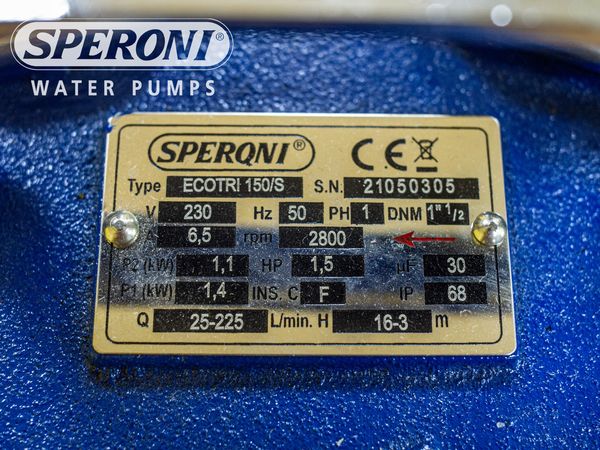 SPERONI®
WATER PUMPS
SPERONI®
CE
Type ECOTRI 150/S S.N. 21050305
V 230 Hz 50 PH 1 DNM 1" 1/2
A 6,5 rpm 2800
P2 (kW) 1,1 HP 1,5 µF 30
P1 (kW) 1,4 INS. C F IP 68
Q 25-225 L/min. H 16-3 m